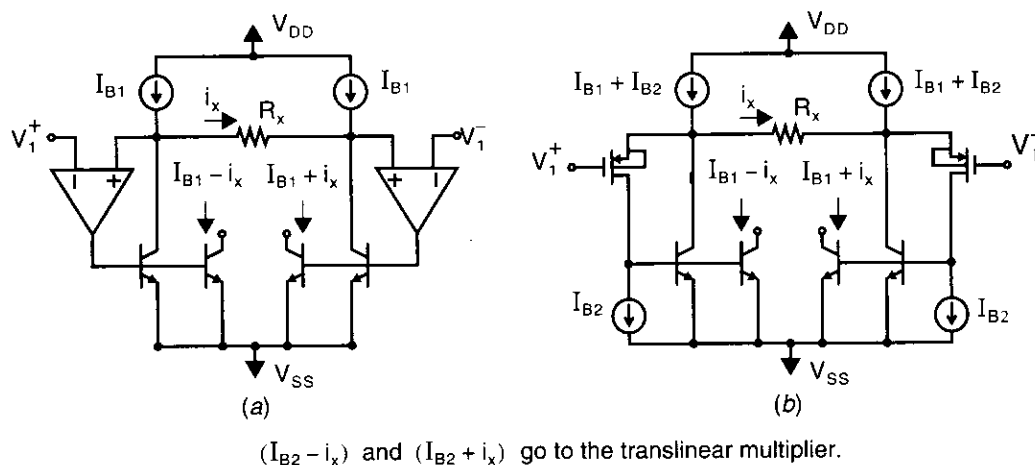 V_DD
V_DD
I_B1
I_B1
i_x
R_x
V_1^+
V_1^-
I_B1 – i_x
I_B1 + i_x
V_SS
(a)
I_B1 + I_B2
I_B1 + I_B2
i_x
R_x
V_1^+
V_1^-
I_B1 – i_x
I_B1 + i_x
I_B2
I_B2
V_SS
(b)
(I_B2 – i_x) and (I_B2 + i_x) go to the translinear multiplier.